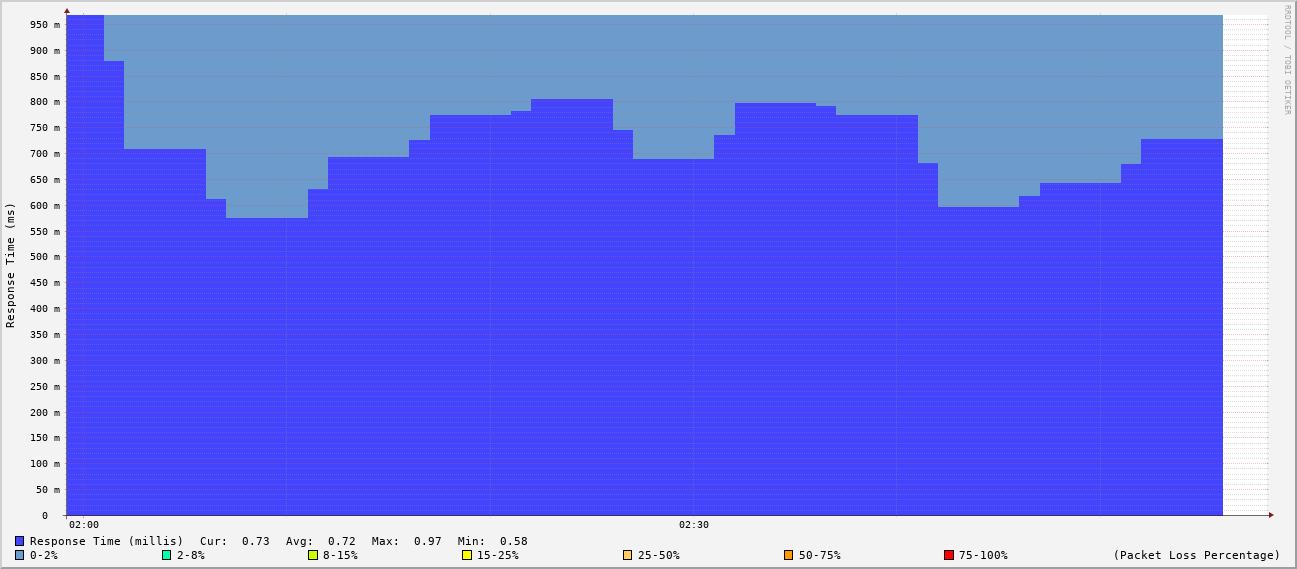 RRDTOOL / TOBI OETIKER
Response Time (ms)
950 m
900 m
850 m
800 m
750 m
700 m
650 m
600 m
550 m
500 m
450 m
400 m
350 m
300 m
250 m
200 m
150 m
100 m
50 m
0
02:00 02:30
Response Time (millis) Cur: 0.73 Avg: 0.72 Max: 0.97 Min: 0.58
0-2% 2-8% 8-15% 15-25% 25-50% 50-75% 75-100% (Packet Loss Percentage)